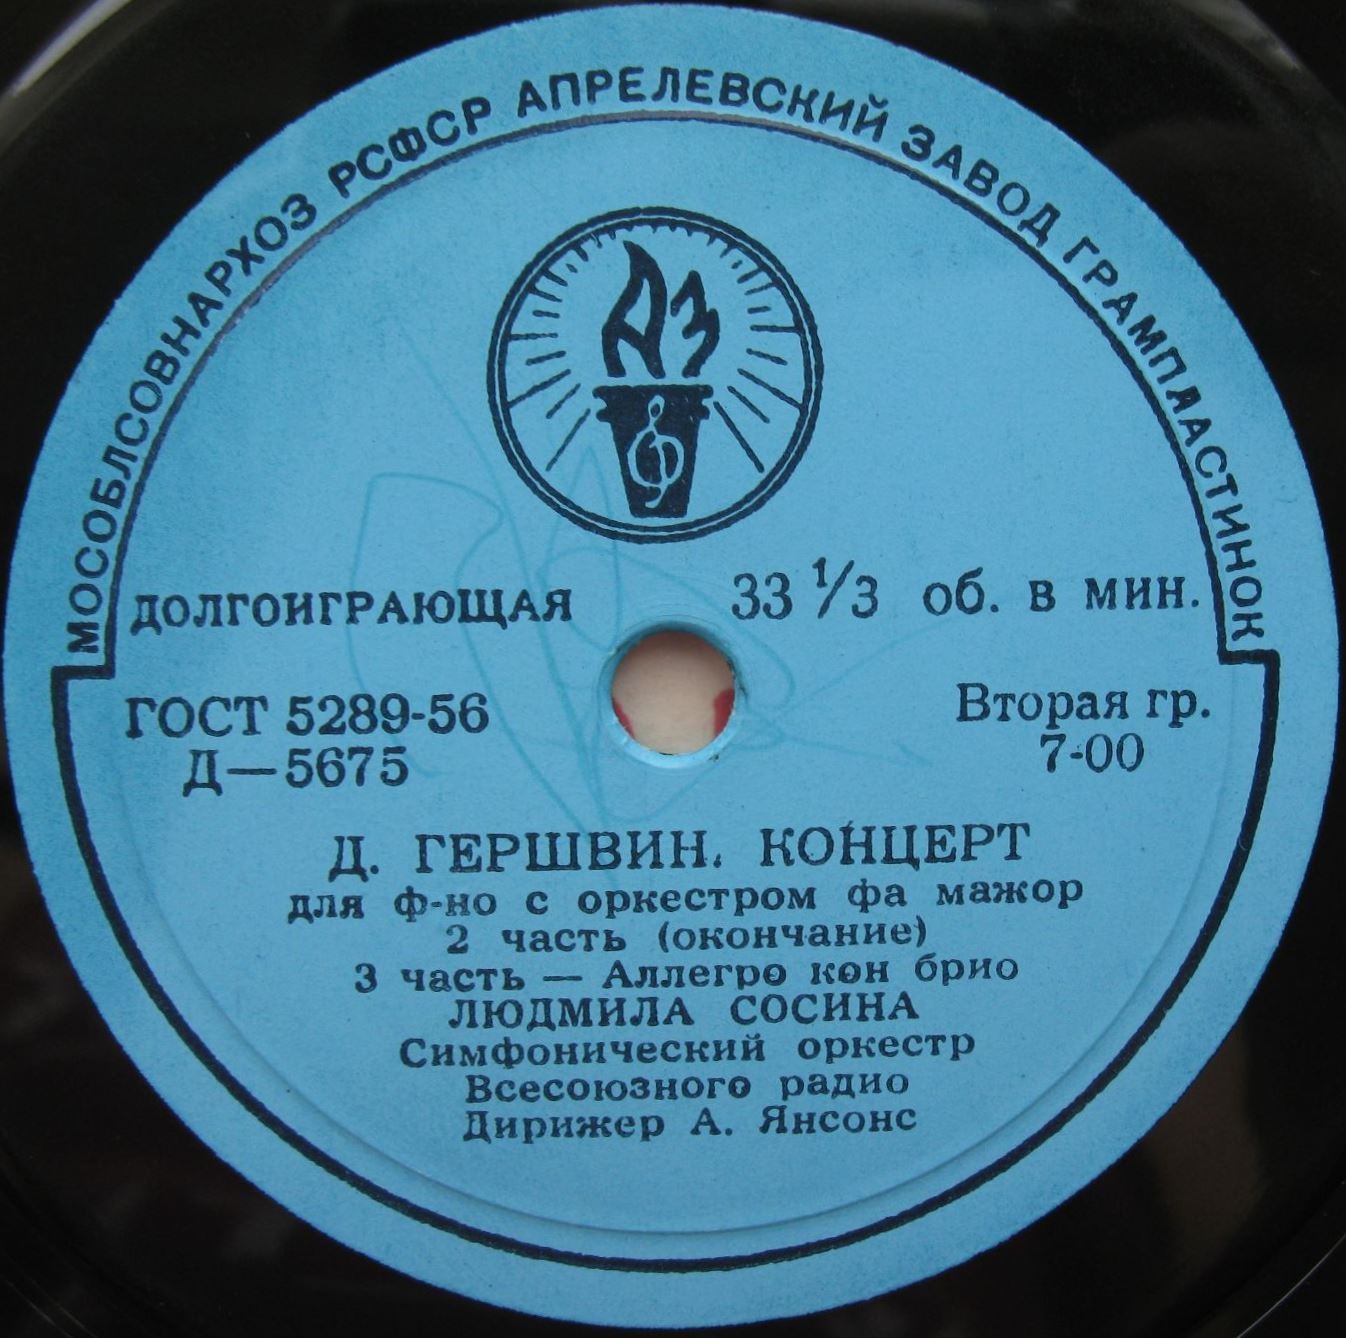 МОСОБЛСОВНАРХОЗ РСФСР АПРЕЛЕВСКИЙ ЗАВОД ГРАМПЛАСТИНОК
АЗ
ДОЛГОИГРАЮЩАЯ 33 1/3 об. в мин.
ГОСТ 5289-56 Вторая гр.
Д—5675 7-00
Д. ГЕРШВИН. КОНЦЕРТ
для ф-но с оркестром фа мажор
2 часть (окончание)
3 часть — Аллегро кон брио
ЛЮДМИЛА СОСИНА
Симфонический оркестр
Всесоюзного радио
Дирижер А. Янсонс